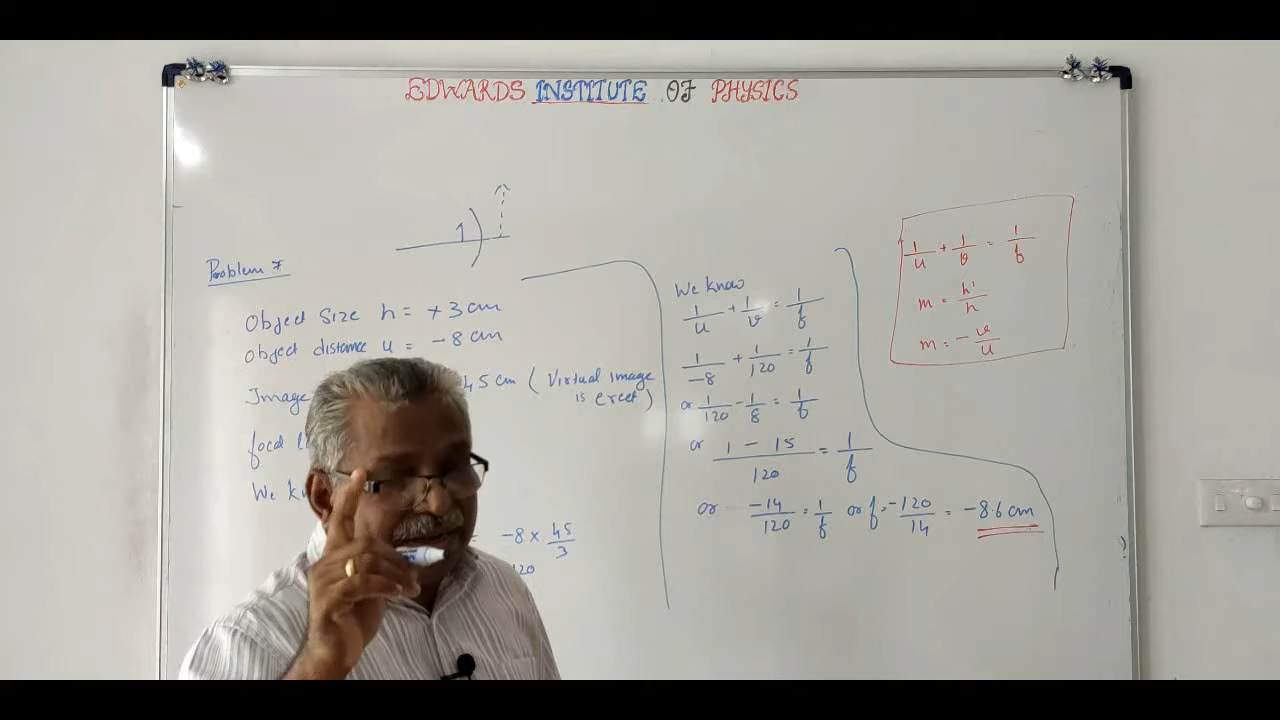 EDWARDS INSTITUTE OF PHYSICS
Problem 7
Object Size h = +3 cm
Object distance u = -8 cm
Image 45 cm ( Virtual image is erect )
focal
We
= -8 × 45/3
120
We know
1/u + 1/v = 1/f
1/-8 + 1/120 = 1/f
or 1/120 - 1/8 = 1/f
or 1 - 15/120 = 1/f
or -14/120 = 1/f or f = -120/14 = -8.6 cm
1/u + 1/v = 1/f
m = h'/h
m = - v/u